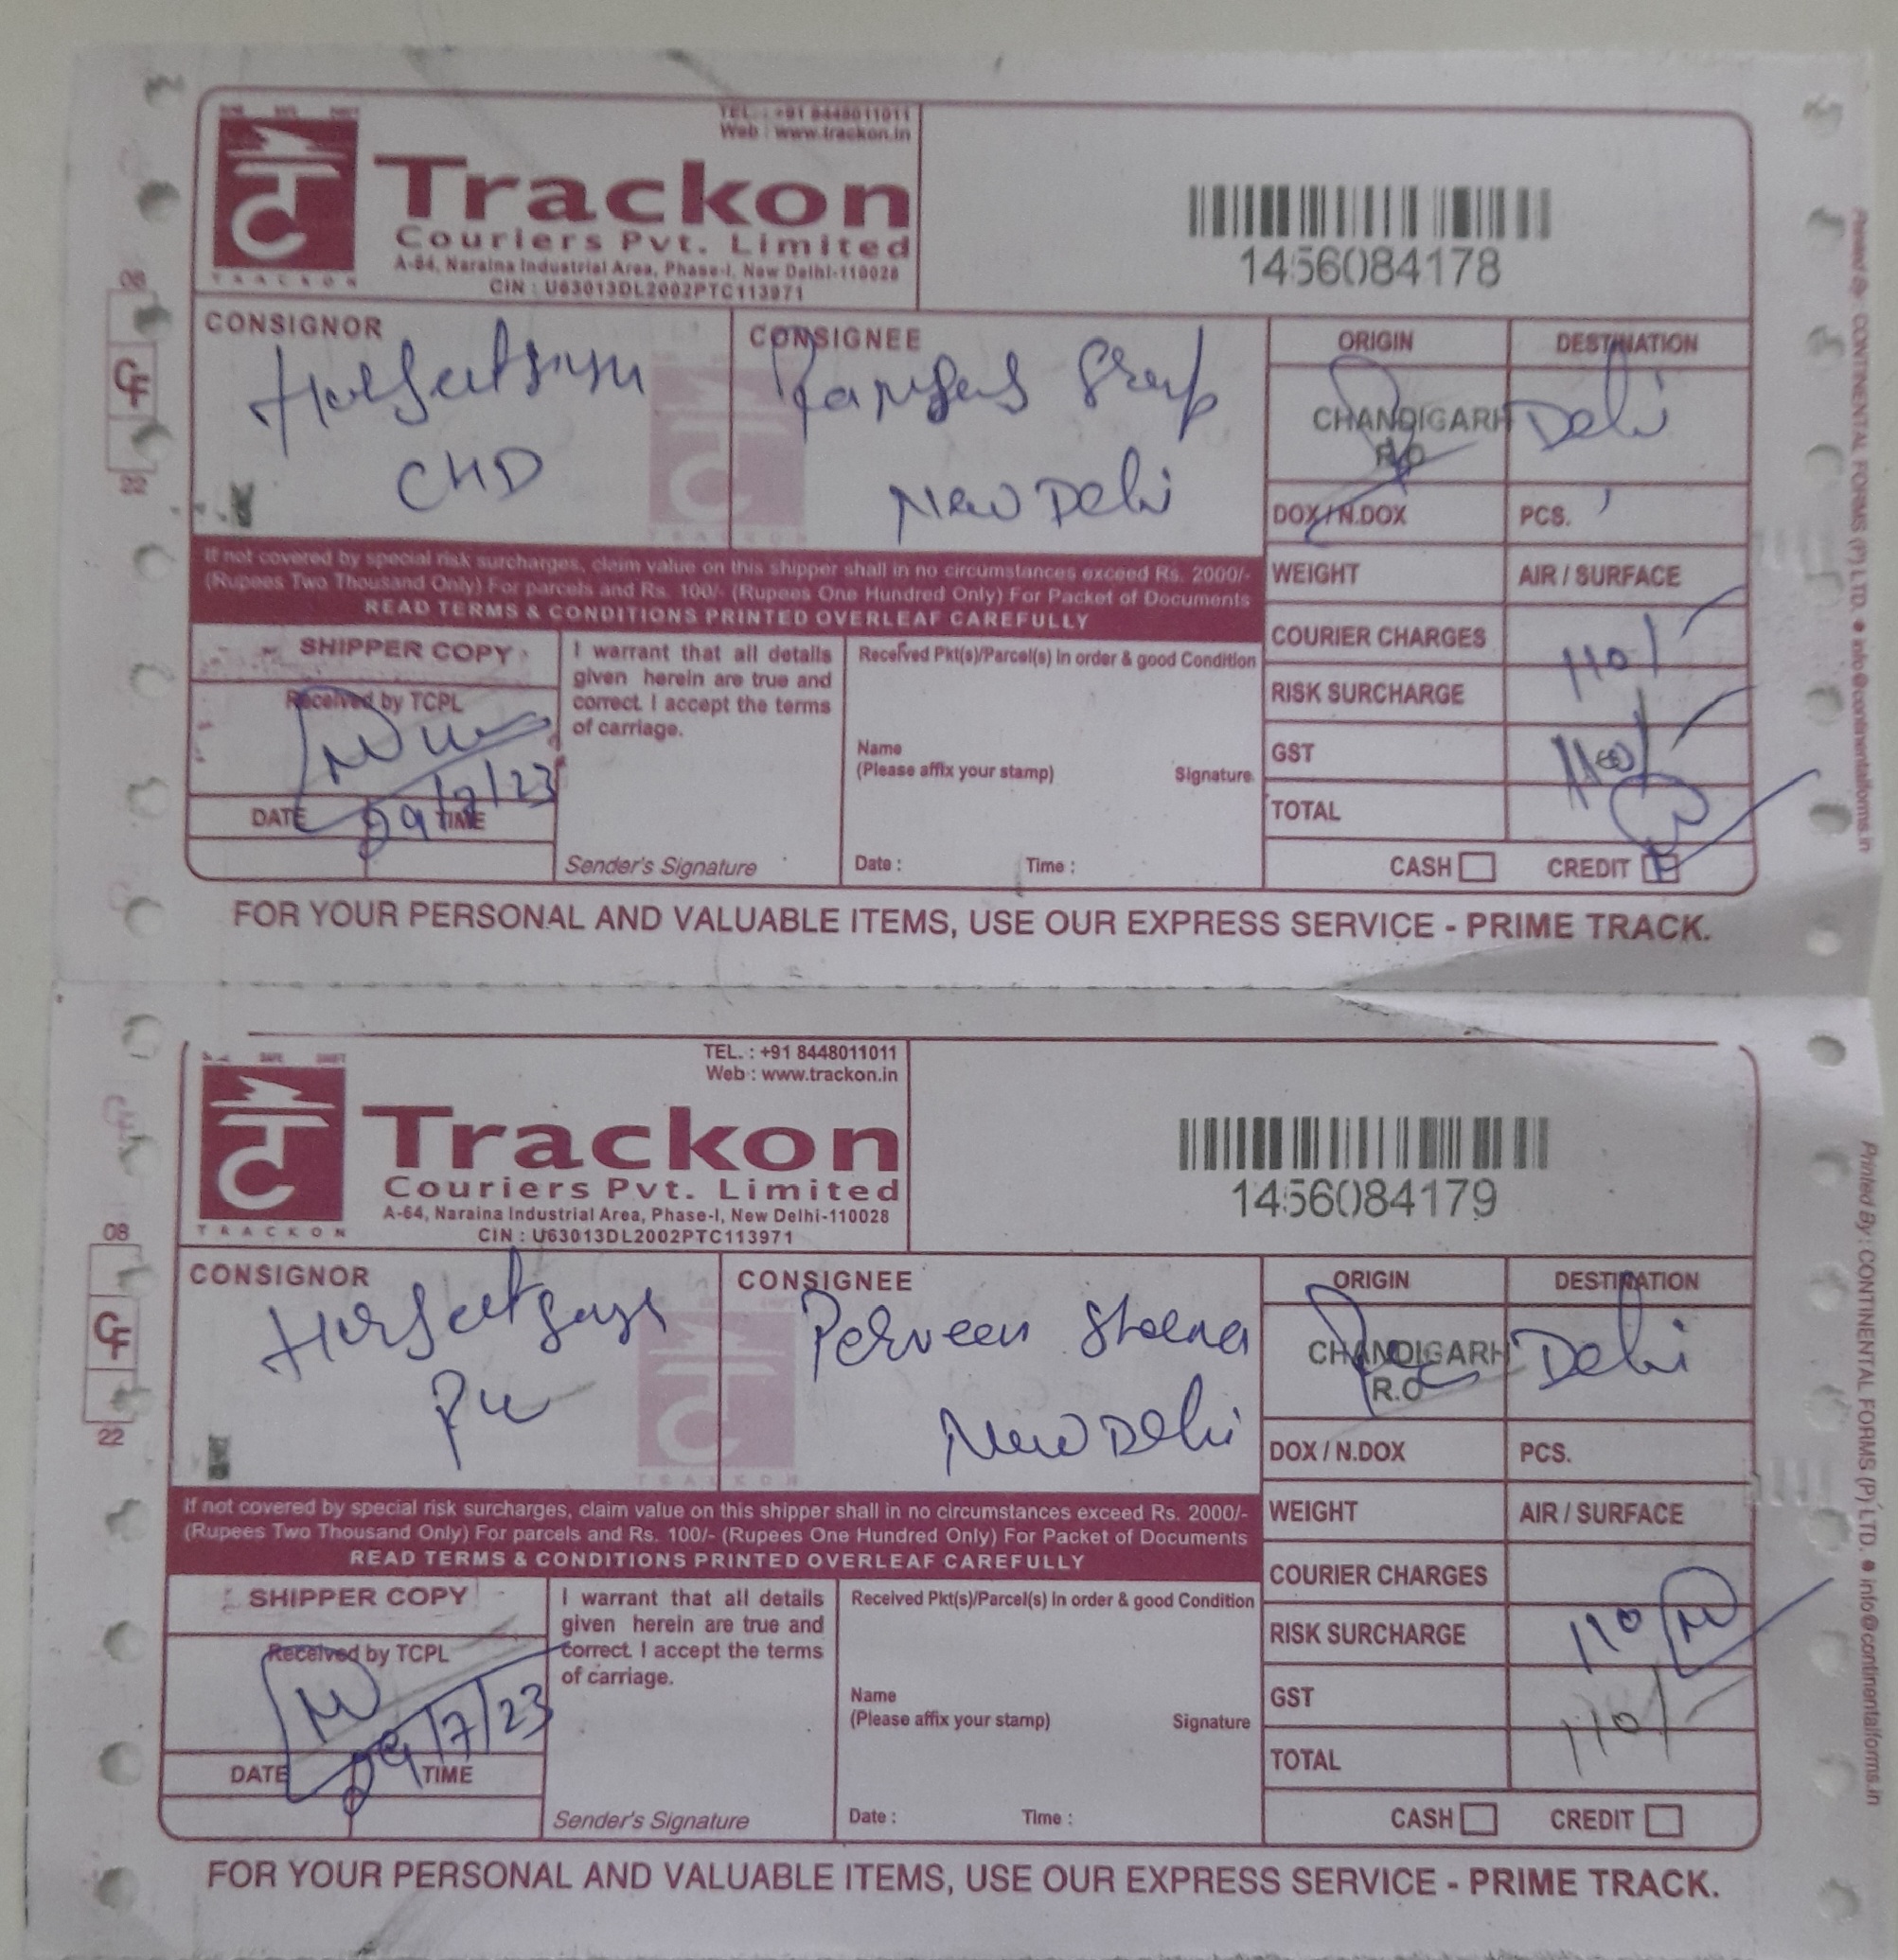 TEL. : +91 8448011011
Web : www.trackon.in
Trackon
Couriers Pvt. Limited
A-64, Naraina Industrial Area, Phase-I, New Delhi-110028
CIN : U63013DL2002PTC113971
TRACKON
1456084178
CONSIGNOR
CHD
CONSIGNEE
New Delhi
ORIGIN DESTINATION
CHANDIGARH Delhi
R.O
DOX / N.DOX PCS.
WEIGHT AIR / SURFACE
COURIER CHARGES
110/
RISK SURCHARGE
GST
TOTAL
CASH CREDIT
If not covered by special risk surcharges, claim value on this shipper shall in no circumstances exceed Rs. 2000/-
(Rupees Two Thousand Only) For parcels and Rs. 100/- (Rupees One Hundred Only) For Packet of Documents
READ TERMS & CONDITIONS PRINTED OVERLEAF CAREFULLY
SHIPPER COPY
Received by TCPL
09/7/23
DATE TIME
I warrant that all details
given herein are true and
correct. I accept the terms
of carriage.
Sender's Signature
Received Pkt(s)/Parcel(s) in order & good Condition
Name
(Please affix your stamp) Signature
Date : Time :
FOR YOUR PERSONAL AND VALUABLE ITEMS, USE OUR EXPRESS SERVICE - PRIME TRACK.
08
CF
22
Printed By : CONTINENTAL FORMS (P) LTD. ● info@continentalforms.in
TEL. : +91 8448011011
Web : www.trackon.in
Trackon
Couriers Pvt. Limited
A-64, Naraina Industrial Area, Phase-I, New Delhi-110028
CIN : U63013DL2002PTC113971
TRACKON
1456084179
CONSIGNOR
CONSIGNEE
Perveen
New Delhi
ORIGIN DESTINATION
CHANDIGARH Delhi
R.O
DOX / N.DOX PCS.
WEIGHT AIR / SURFACE
COURIER CHARGES
RISK SURCHARGE 110
GST
110/
TOTAL
CASH CREDIT
If not covered by special risk surcharges, claim value on this shipper shall in no circumstances exceed Rs. 2000/-
(Rupees Two Thousand Only) For parcels and Rs. 100/- (Rupees One Hundred Only) For Packet of Documents
READ TERMS & CONDITIONS PRINTED OVERLEAF CAREFULLY
SHIPPER COPY
Received by TCPL
09/7/23
DATE TIME
I warrant that all details
given herein are true and
correct. I accept the terms
of carriage.
Sender's Signature
Received Pkt(s)/Parcel(s) in order & good Condition
Name
(Please affix your stamp) Signature
Date : Time :
FOR YOUR PERSONAL AND VALUABLE ITEMS, USE OUR EXPRESS SERVICE - PRIME TRACK.
08
CF
22
Printed By : CONTINENTAL FORMS (P) LTD. ● info@continentalforms.in